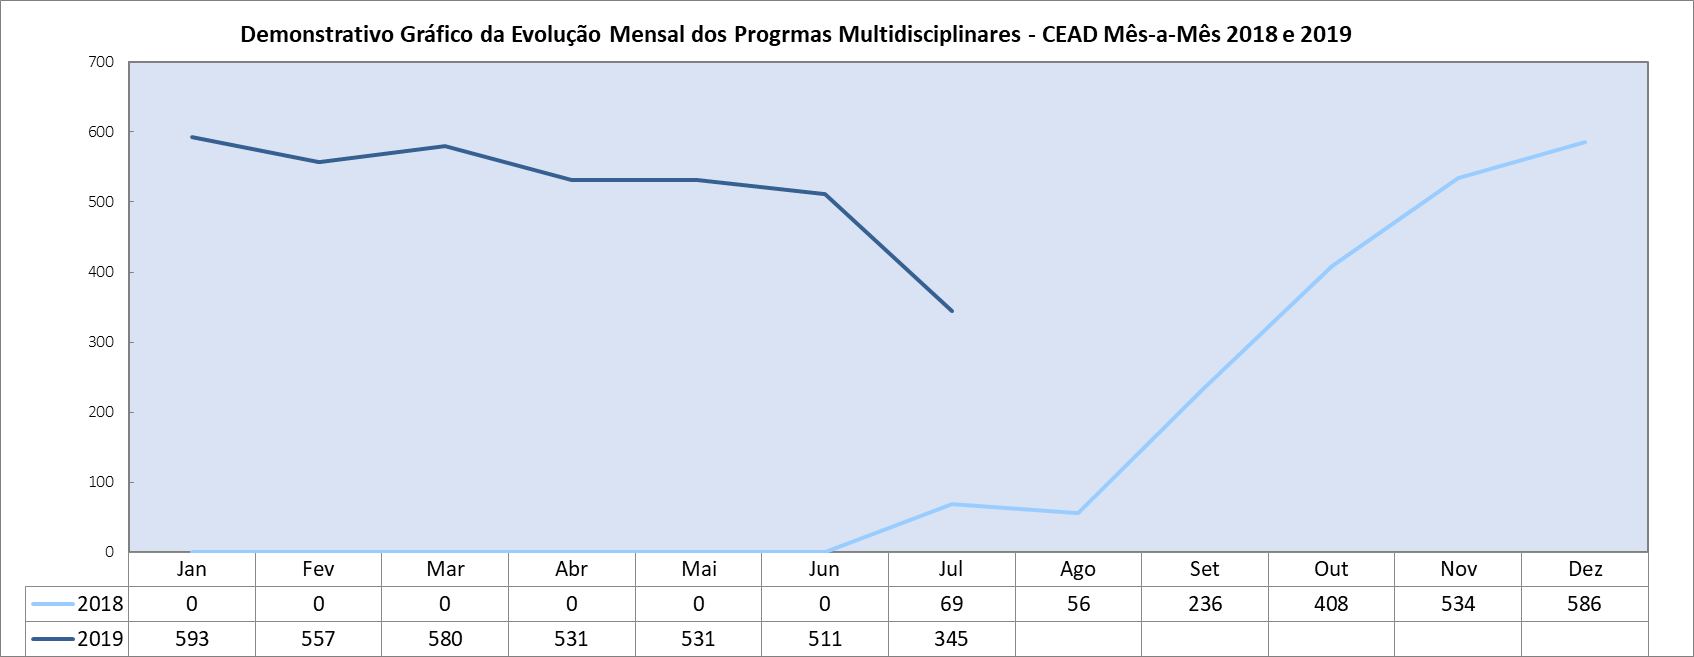 Demonstrativo Gráfico da Evolução Mensal dos Progrmas Multidisciplinares - CEAD Mês-a-Mês 2018 e 2019
700
600
500
400
300
200
100
0
Jan Fev Mar Abr Mai Jun Jul Ago Set Out Nov Dez
2018 0 0 0 0 0 0 69 56 236 408 534 586
2019 593 557 580 531 531 511 345